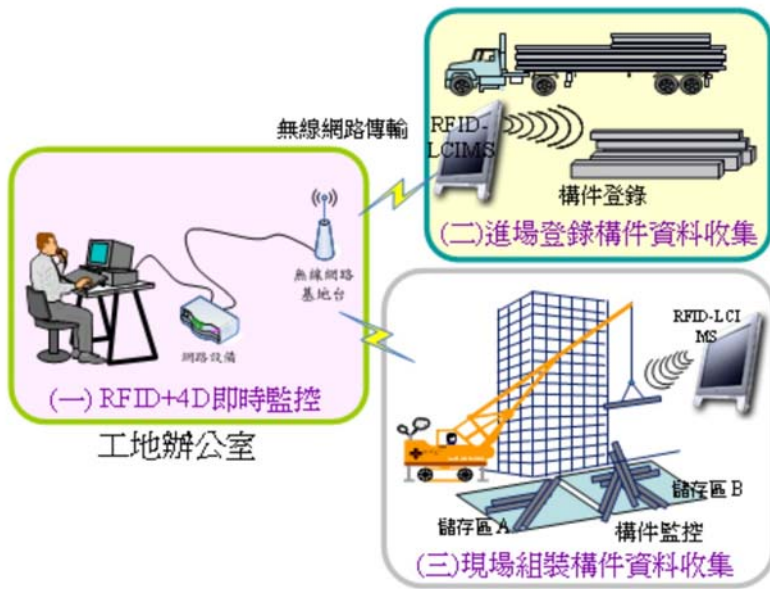 無線網路傳輸
無線網路
基地台
網路設備
(一) RFID+4D即時監控
工地辦公室
RFID-
LCIMS
構件登錄
(二)進場登錄構件資料收集
RFID-LCI
MS
儲存區A
儲存區B
構件監控
(三)現場組裝構件資料收集